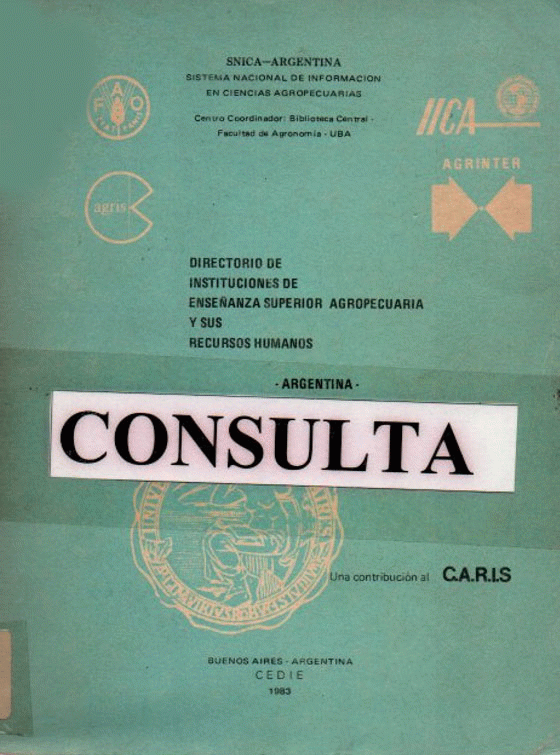 SNICA—ARGENTINA
SISTEMA NACIONAL DE INFORMACION
EN CIENCIAS AGROPECUARIAS
Centro Coordinador: Biblioteca Central -
Facultad de Agronomía - UBA
F A O
FIAT PANIS
IICA
agris
AGRINTER
DIRECTORIO DE
INSTITUCIONES DE
ENSEÑANZA SUPERIOR AGROPECUARIA
Y SUS
RECURSOS HUMANOS
- ARGENTINA -
CONSULTA
Una contribución al C.A.R.I.S
BUENOS AIRES - ARGENTINA
CEDIE
1983